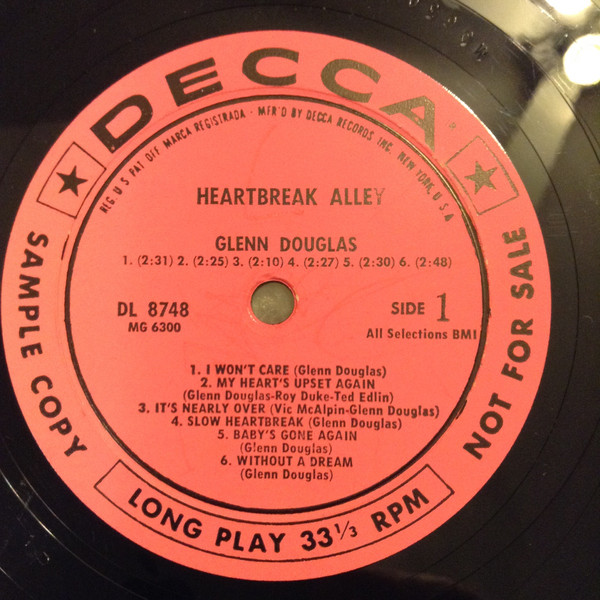 DECCA
REG U S PAT OFF MARCA REGISTRADA · MFR'D BY DECCA RECORDS INC. NEW YORK, U.S.A
HEARTBREAK ALLEY
GLENN DOUGLAS
1. (2:31) 2. (2:25) 3. (2:10) 4. (2:27) 5. (2:30) 6. (2:48)
DL 8748
MG 6300
SIDE 1
All Selections BMI
1. I WON'T CARE (Glenn Douglas)
2. MY HEART'S UPSET AGAIN
(Glenn Douglas-Roy Duke-Ted Edlin)
3. IT'S NEARLY OVER (Vic McAlpin-Glenn Douglas)
4. SLOW HEARTBREAK (Glenn Douglas)
5. BABY'S GONE AGAIN
(Glenn Douglas)
6. WITHOUT A DREAM
(Glenn Douglas)
SAMPLE COPY
NOT FOR SALE
LONG PLAY 33⅓ RPM